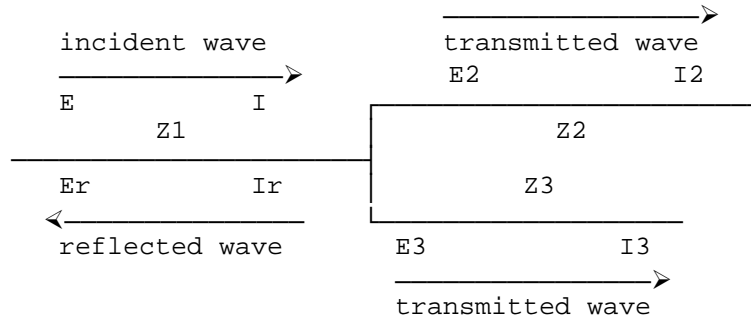 incident wave transmitted wave
E2 I2
E I
Z1 Z2
Er Ir Z3
reflected wave E3 I3
transmitted wave